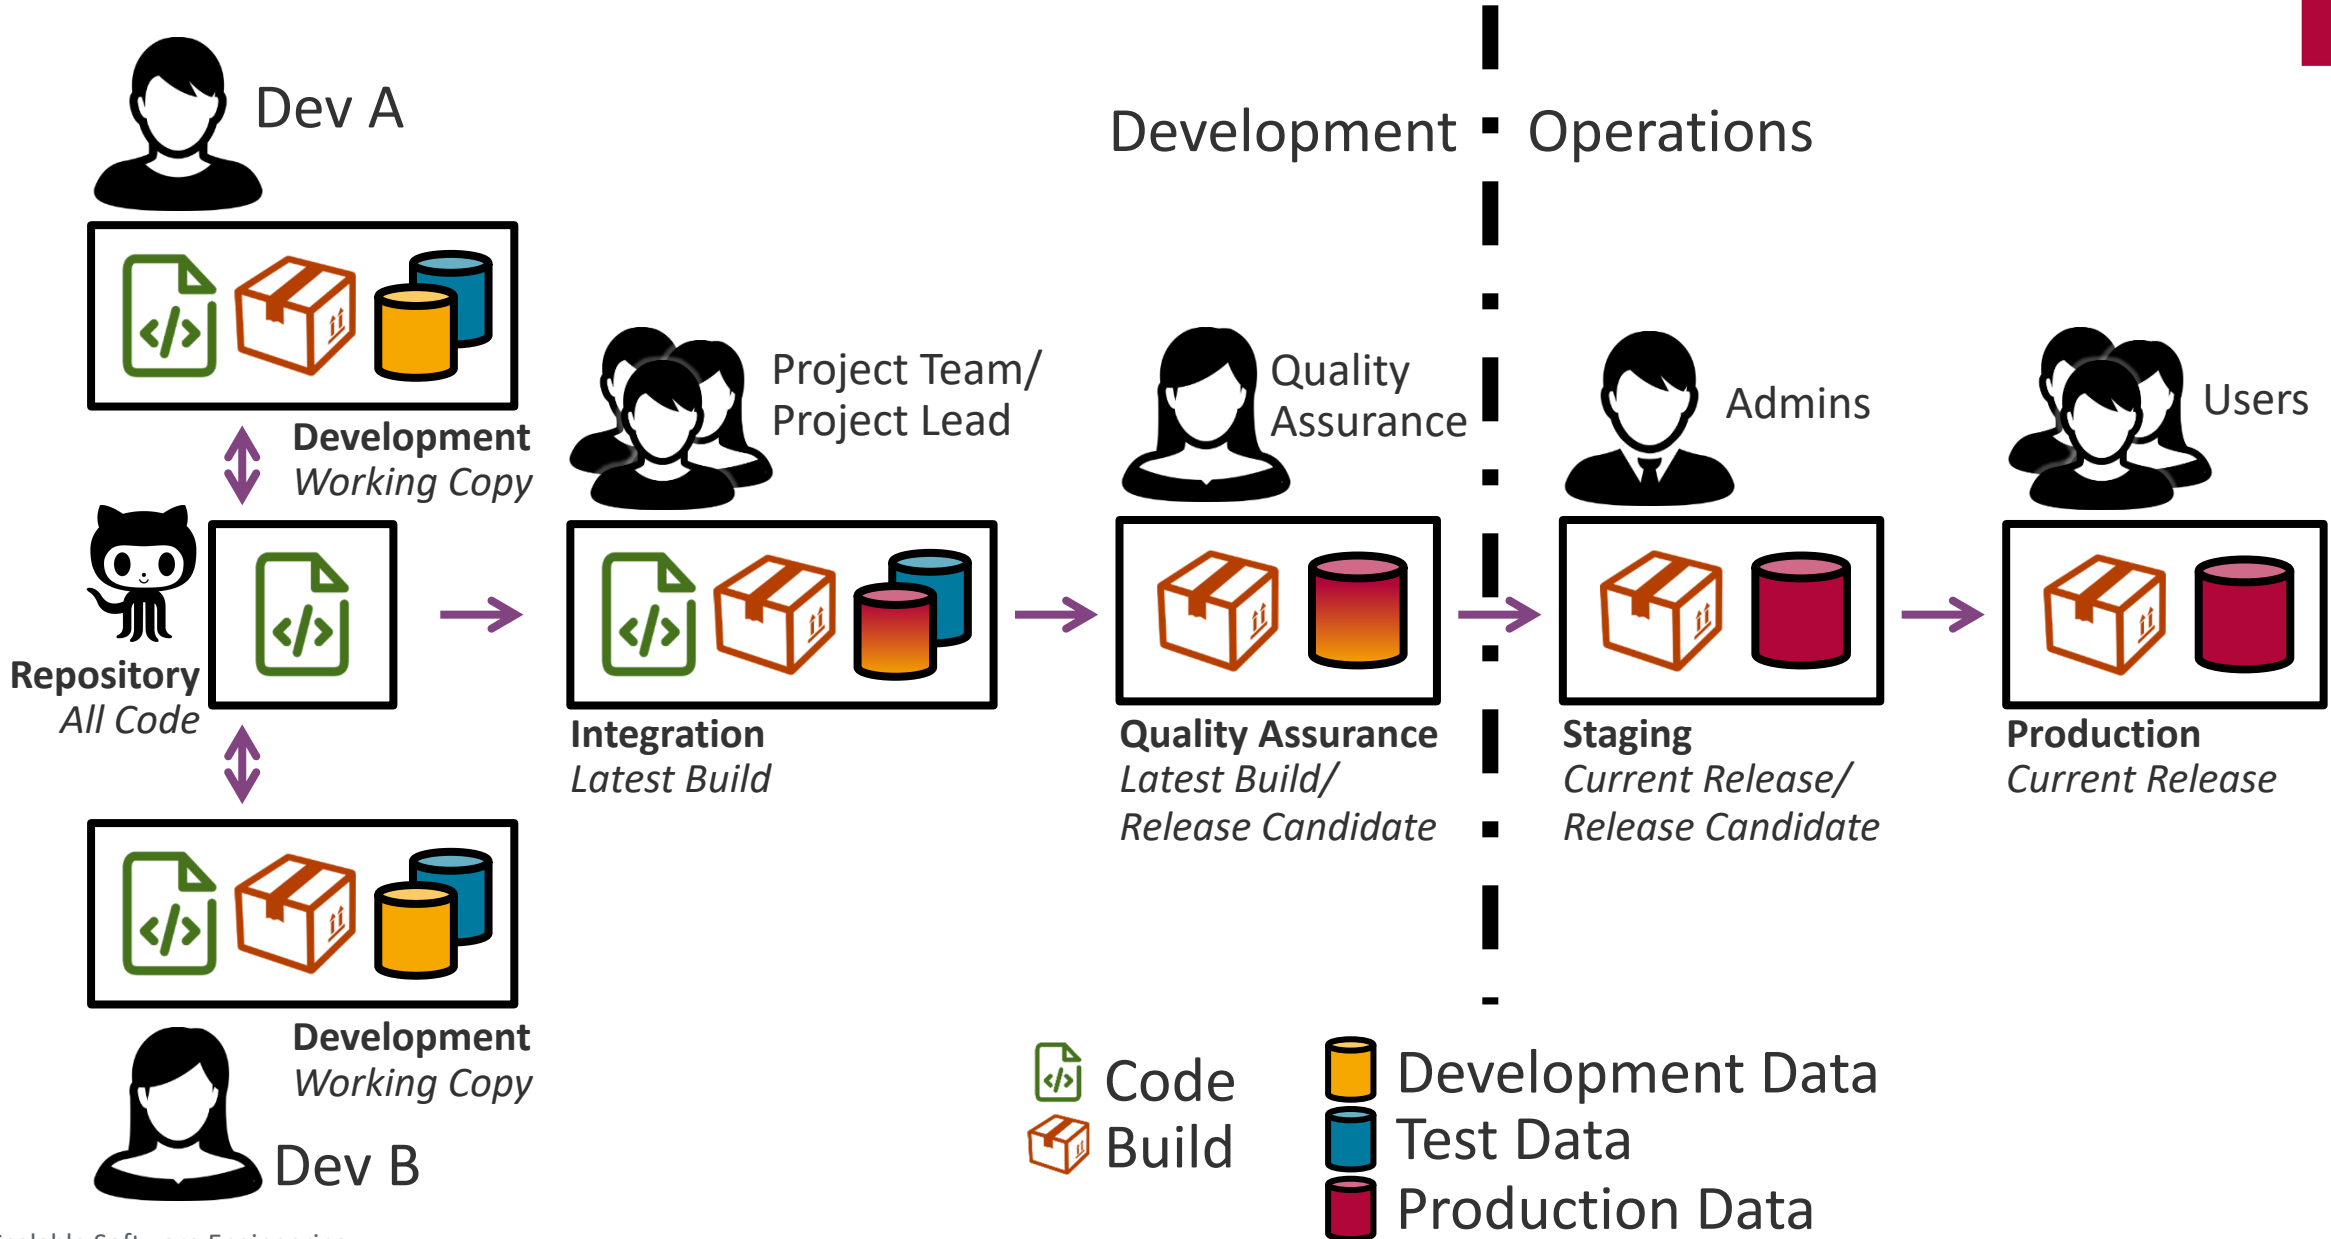 Dev A
Development
Operations
Development
Working Copy
Project Team/
Project Lead
Quality
Assurance
Admins
Users
Repository
All Code
Integration
Latest Build
Quality Assurance
Latest Build/
Release Candidate
Staging
Current Release/
Release Candidate
Production
Current Release
Development
Working Copy
Dev B
Code
Build
Development Data
Test Data
Production Data
Software Engineering